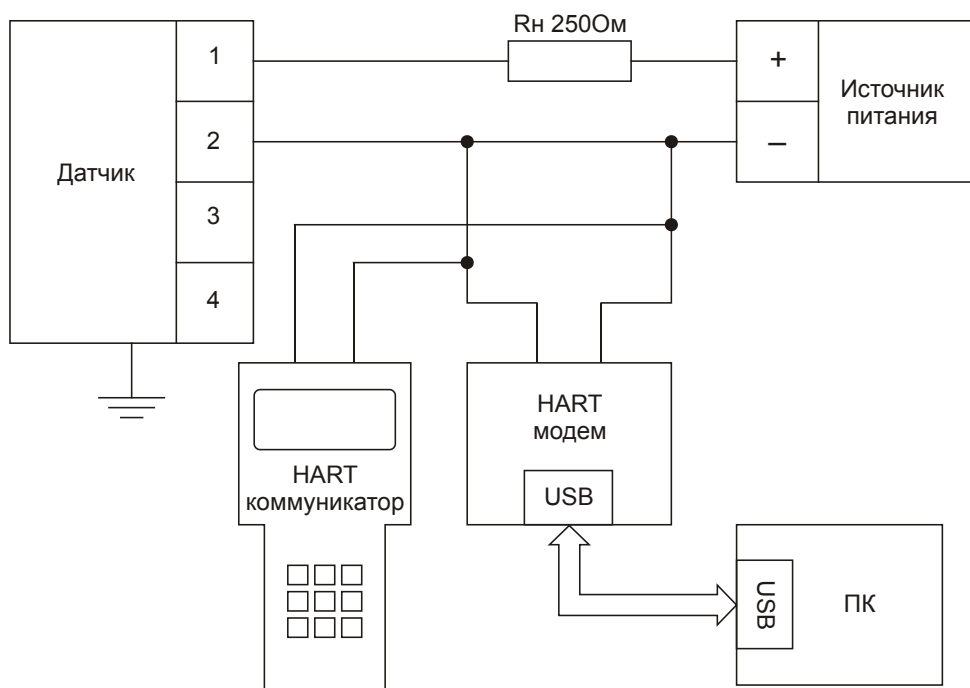 Rн 250Ом
1
+
Источник
питания
2
–
Датчик
3
4
HART
модем
HART
коммуникатор
USB
USB
ПК